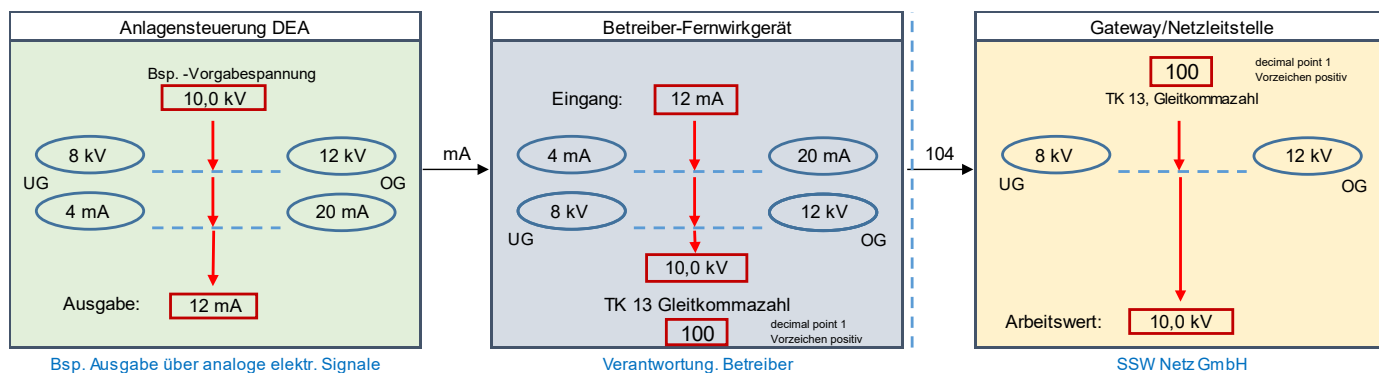 Anlagensteuerung DEA
Bsp. -Vorgabespannung
10,0 kV
8 kV
12 kV
UG
OG
4 mA
20 mA
Ausgabe:
12 mA
Bsp. Ausgabe über analoge elektr. Signale
mA
Betreiber-Fernwirkgerät
Eingang:
12 mA
4 mA
20 mA
8 kV
12 kV
UG
OG
10,0 kV
TK 13 Gleitkommazahl
100
decimal point 1
Vorzeichen positiv
Verantwortung. Betreiber
104
Gateway/Netzleitstelle
100
decimal point 1
Vorzeichen positiv
TK 13, Gleitkommazahl
8 kV
12 kV
UG
OG
Arbeitswert:
10,0 kV
SSW Netz GmbH